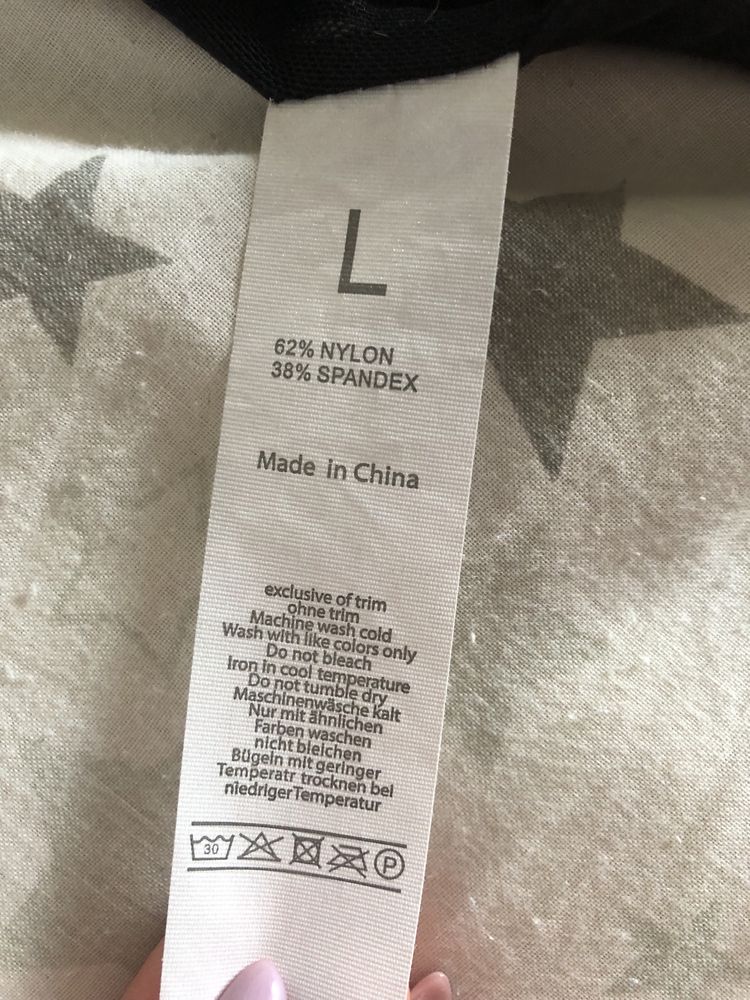 L
62% NYLON
38% SPANDEX
Made in China
exclusive of trim
ohne trim
Machine wash cold
Wash with like colors only
Do not bleach
Iron in cool temperature
Do not tumble dry
Maschinenwäsche kalt
Nur mit ähnlichen
Farben waschen
nicht bleichen
Bügeln mit geringer
Temperatr trocknen bei
niedrigerTemperatur
30 P